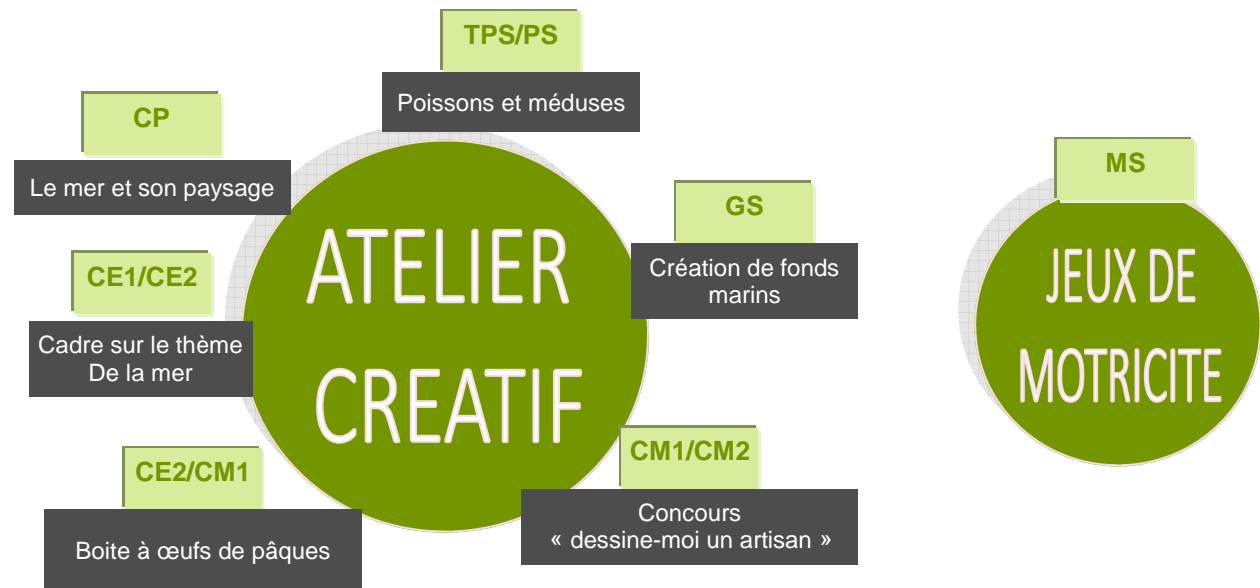 TPS/PS
Poissons et méduses
CP
Le mer et son paysage
GS
Création de fonds
marins
CE1/CE2
Cadre sur le thème
De la mer
ATELIER
CREATIF
CE2/CM1
Boite à œufs de pâques
CM1/CM2
Concours
« dessine-moi un artisan »
MS
JEUX DE
MOTRICITE